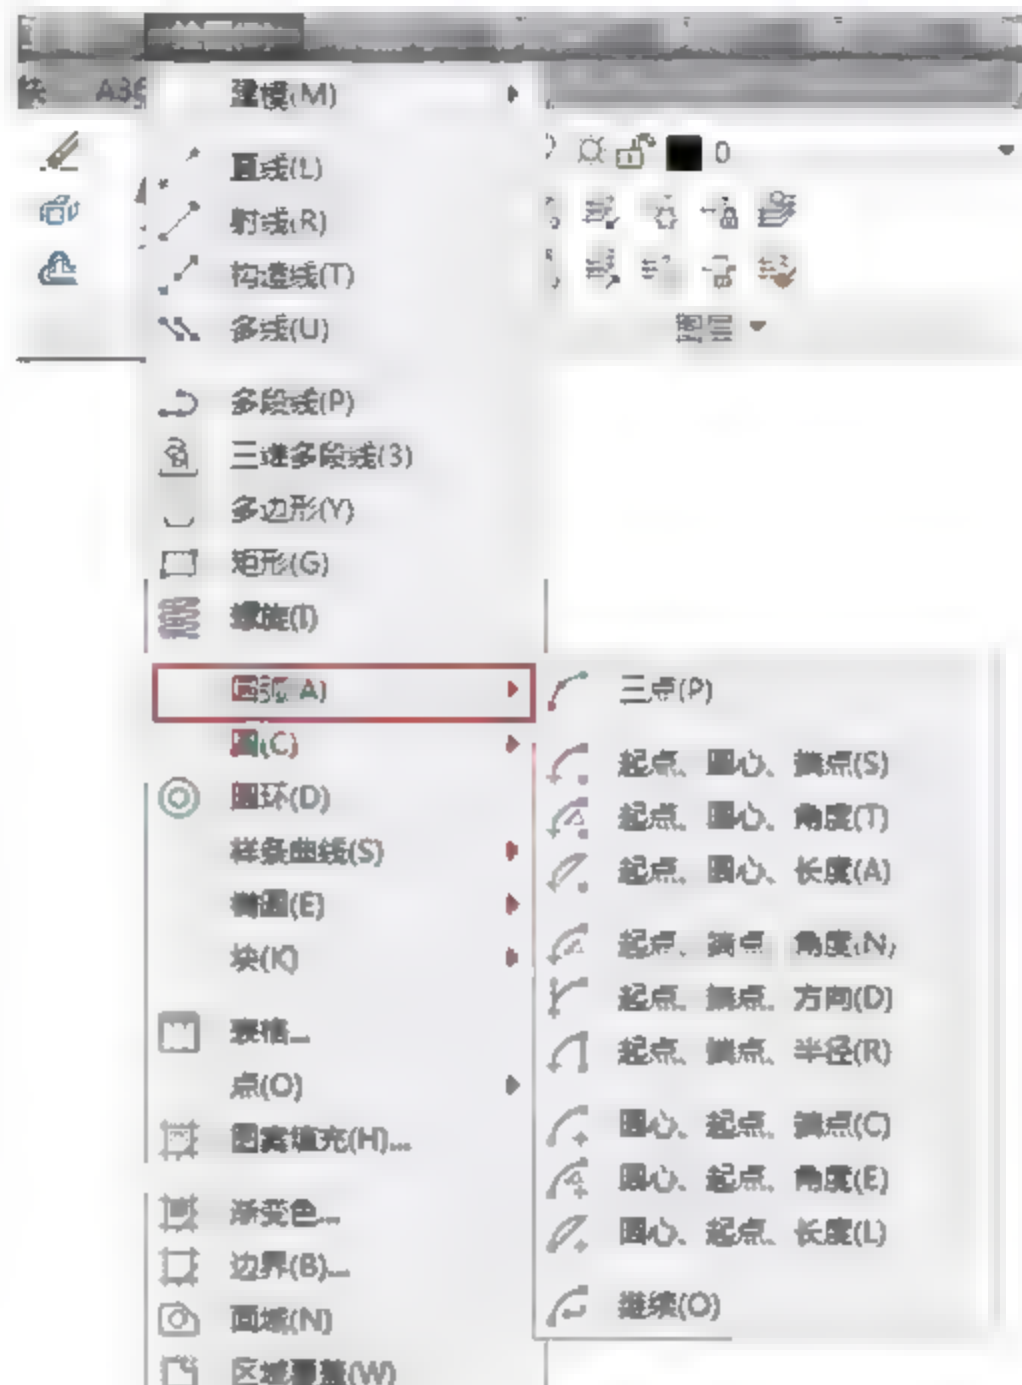 建模(M)
直线(L)
射线(R)
构造线(T)
多线(U)
多段线(P)
三维多段线(3)
多边形(Y)
矩形(G)
螺旋(I)
圆弧(A)
圆(C)
圆环(D)
样条曲线(S)
椭圆(E)
块(K)
表格...
点(O)
图案填充(H)...
渐变色...
边界(B)...
面域(N)
区域覆盖(W)
0
图层
三点(P)
起点、圆心、端点(S)
起点、圆心、角度(T)
起点、圆心、长度(A)
起点、端点、角度(N)
起点、端点、方向(D)
起点、端点、半径(R)
圆心、起点、端点(C)
圆心、起点、角度(E)
圆心、起点、长度(L)
继续(O)